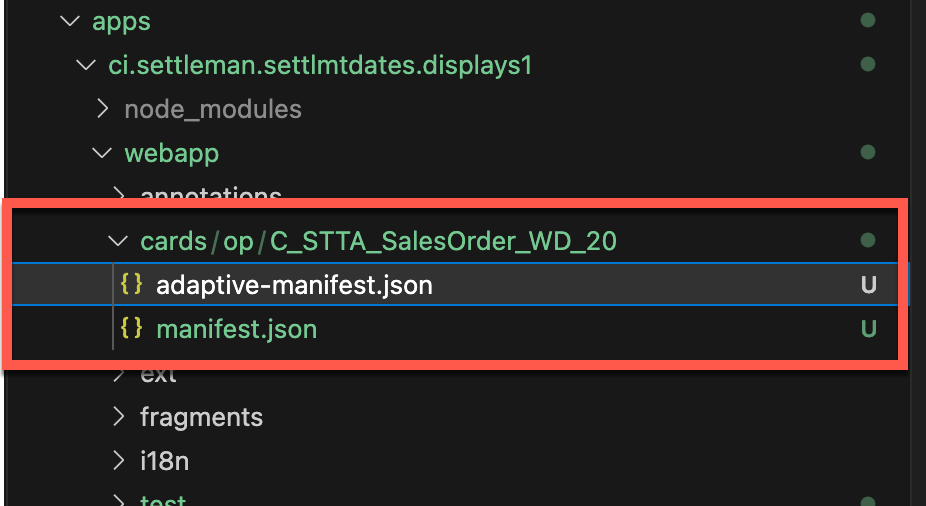 apps
ci.settleman.settlmtdates.displays1
node_modules
webapp
annotations
cards/op/C_STTA_SalesOrder_WD_20
{} adaptive-manifest.json U
{} manifest.json U
ext
fragments
i18n
test